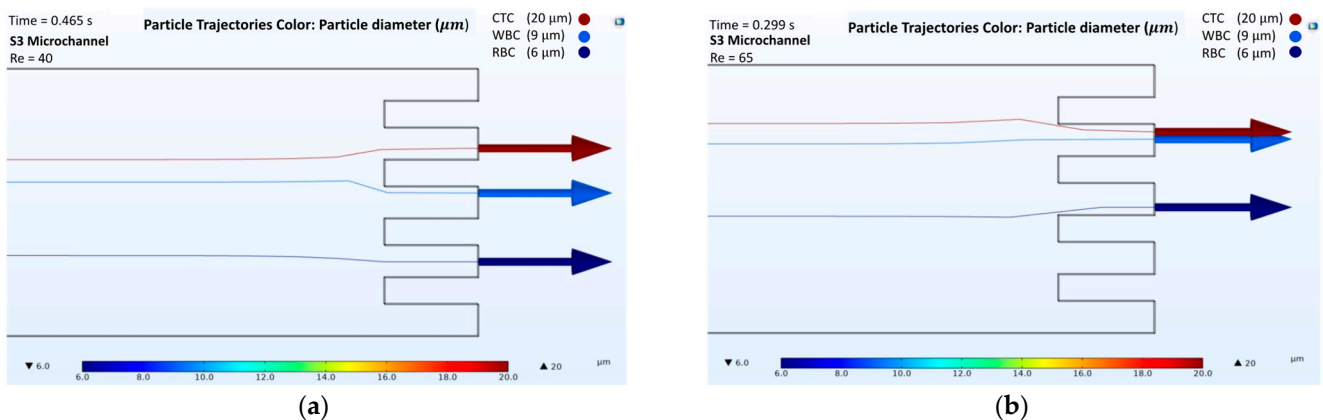 Time = 0.465 s
Particle Trajectories Color: Particle diameter (μm)
CTC (20 μm)
S3 Microchannel
WBC (9 μm)
Re = 40
RBC (6 μm)
▼ 6.0
▲ 20
μm
6.0 8.0 10.0 12.0 14.0 16.0 18.0 20.0
(a)
Time = 0.299 s
Particle Trajectories Color: Particle diameter (μm)
CTC (20 μm)
S3 Microchannel
WBC (9 μm)
Re = 65
RBC (6 μm)
▼ 6.0
▲ 20
μm
6.0 8.0 10.0 12.0 14.0 16.0 18.0 20.0
(b)